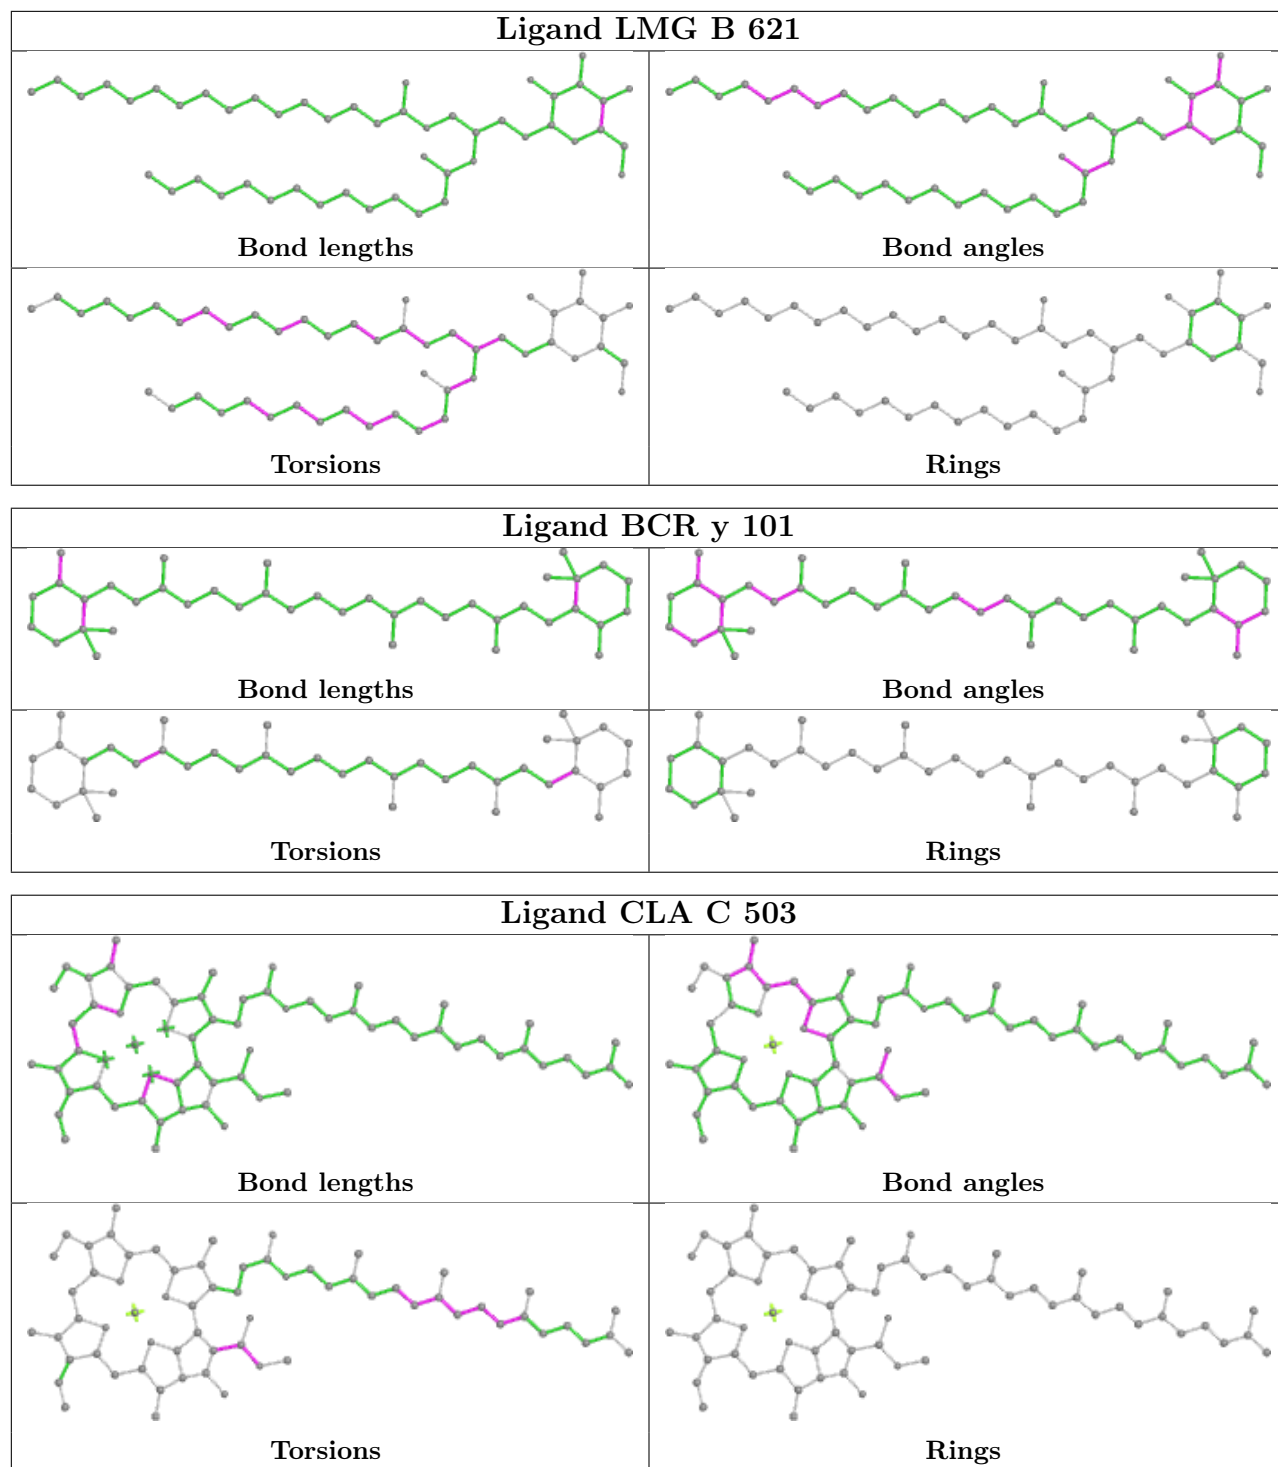 Ligand LMG B 621
Bond lengths
Bond angles
Torsions
Rings
Ligand BCR y 101
Bond lengths
Bond angles
Torsions
Rings
Ligand CLA C 503
Bond lengths
Bond angles
Torsions
Rings